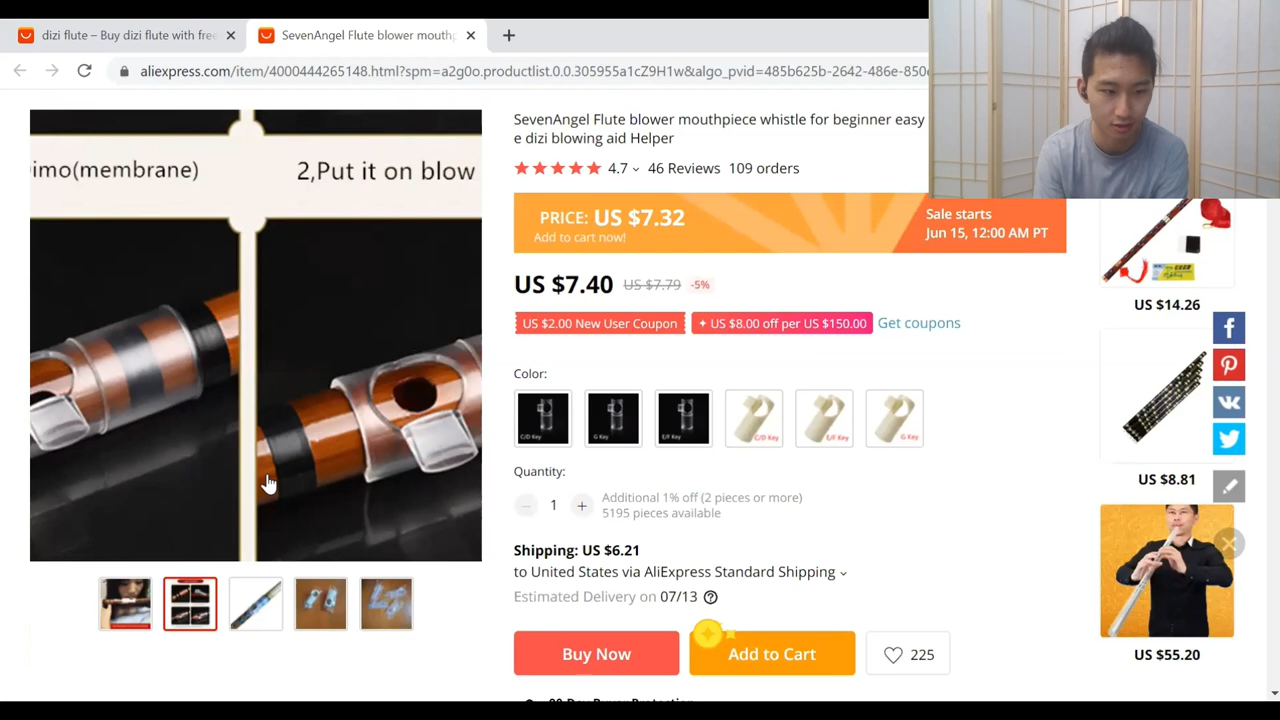 dizi flute – Buy dizi flute with free
SevenAngel Flute blower mouthp
aliexpress.com/item/4000444265148.html?spm=a2g0o.productlist.0.0.305955a1cZ9H1w&algo_pvid=485b625b-2642-486e-850
imo(membrane)
2,Put it on blow
SevenAngel Flute blower mouthpiece whistle for beginner easy
e dizi blowing aid Helper
4.7 46 Reviews 109 orders
PRICE: US $7.32
Add to cart now!
Sale starts
Jun 15, 12:00 AM PT
US $7.40 US $7.79 -5%
US $2.00 New User Coupon
US $8.00 off per US $150.00
Get coupons
Color:
C/D Key
G Key
E/F Key
C/D Key
E/F Key
G Key
Quantity:
1
Additional 1% off (2 pieces or more)
5195 pieces available
Shipping: US $6.21
to United States via AliExpress Standard Shipping
Estimated Delivery on 07/13
Buy Now
Add to Cart
225
US $14.26
US $8.81
US $55.20